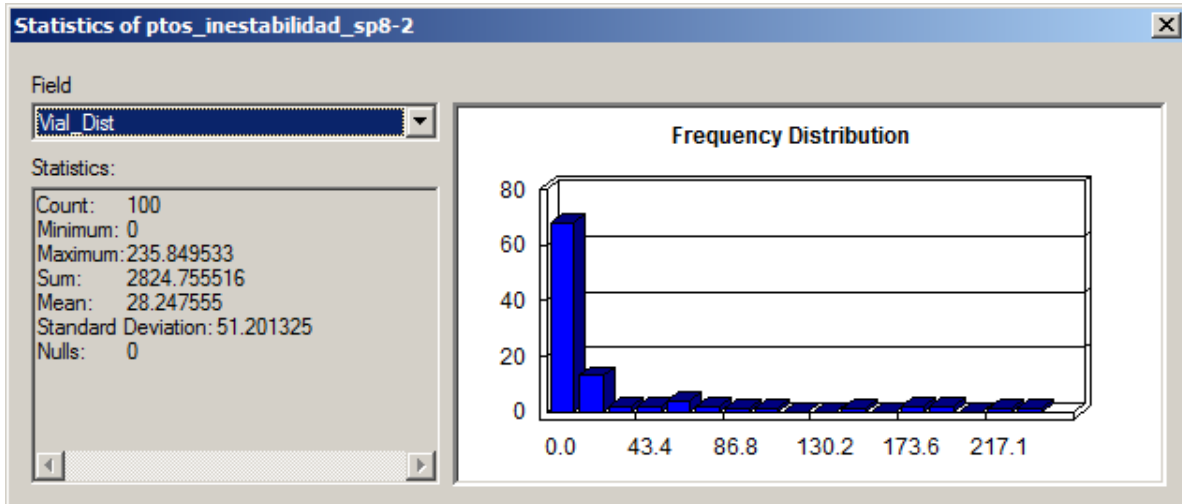 Statistics of ptos_inestabilidad_sp8-2
Field
Vial_Dist
Statistics:
Count: 100
Minimum: 0
Maximum: 235.849533
Sum: 2824.755516
Mean: 28.247555
Standard Deviation: 51.201325
Nulls: 0
Frequency Distribution
80
60
40
20
0
0.0 43.4 86.8 130.2 173.6 217.1